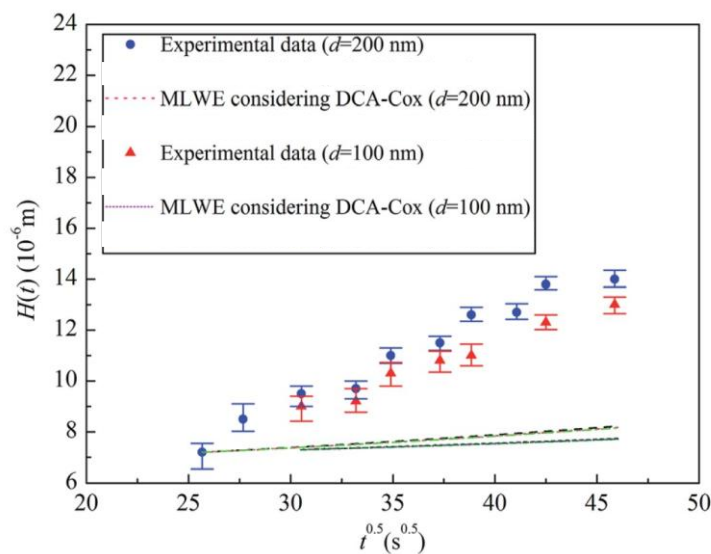 24
22
20
18
16
14
12
10
8
6
H(t) (10⁻⁶m)
Experimental data (d=200 nm)
MLWE considering DCA-Cox (d=200 nm)
Experimental data (d=100 nm)
MLWE considering DCA-Cox (d=100 nm)
20 25 30 35 40 45 50
t^0.5(s^0.5)